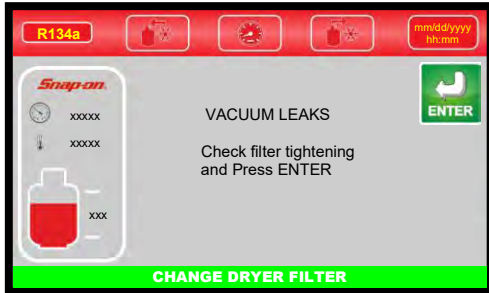 R134a
mm/dd/yyyy
hh:mm
Snap-on
xxxxx
xxxxx
xxx
VACUUM LEAKS
Check filter tightening
and Press ENTER
ENTER
CHANGE DRYER FILTER